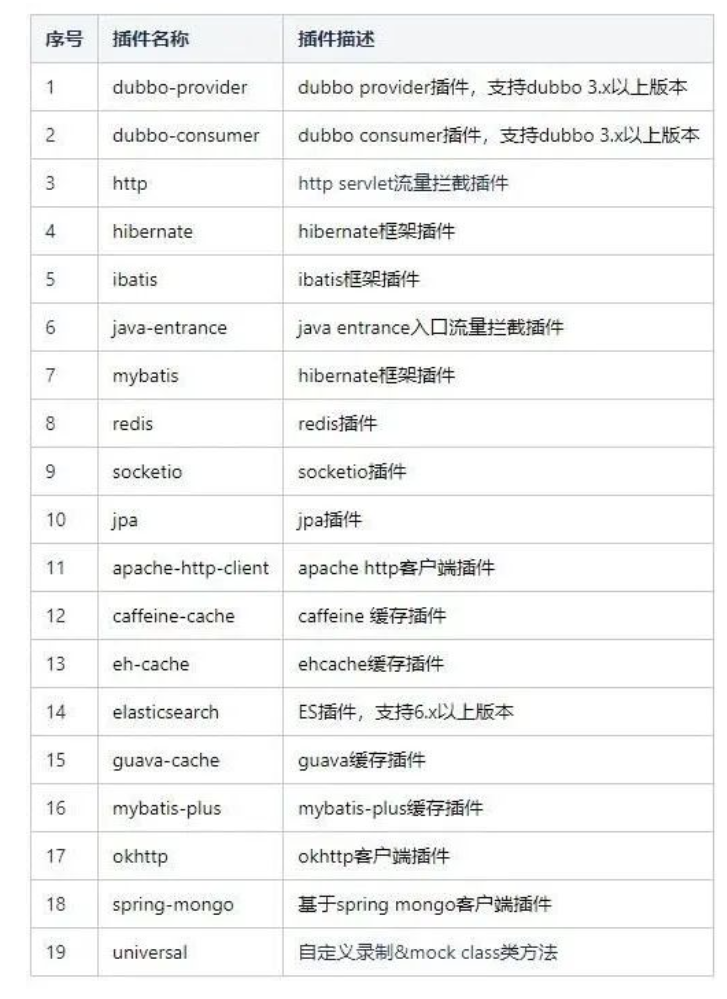 序号 插件名称 插件描述
1 dubbo-provider dubbo provider插件，支持dubbo 3.x以上版本
2 dubbo-consumer dubbo consumer插件，支持dubbo 3.x以上版本
3 http http servlet流量拦截插件
4 hibernate hibernate框架插件
5 ibatis ibatis框架插件
6 java-entrance java entrance入口流量拦截插件
7 mybatis hibernate框架插件
8 redis redis插件
9 socketio socketio插件
10 jpa jpa插件
11 apache-http-client apache http客户端插件
12 caffeine-cache caffeine 缓存插件
13 eh-cache ehcache缓存插件
14 elasticsearch ES插件，支持6.x以上版本
15 guava-cache guava缓存插件
16 mybatis-plus mybatis-plus缓存插件
17 okhttp okhttp客户端插件
18 spring-mongo 基于spring mongo客户端插件
19 universal 自定义录制&mock class类方法